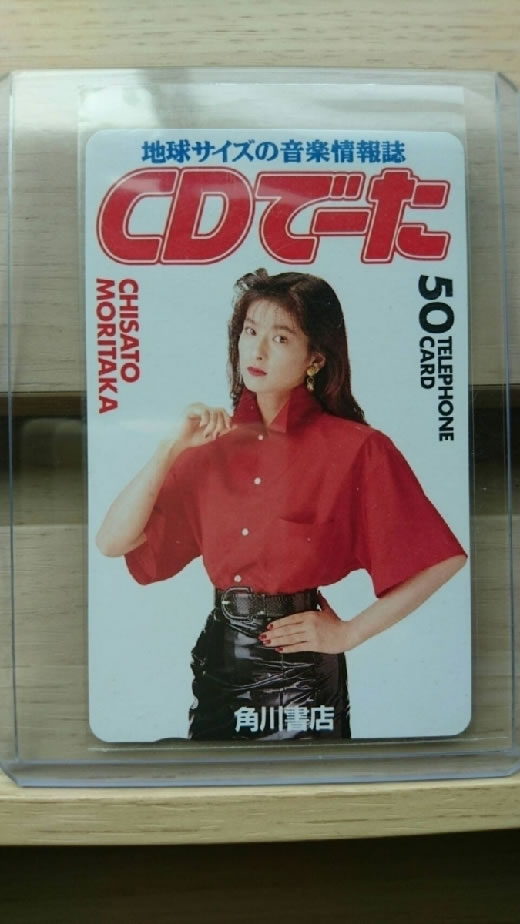 地球サイズの音楽情報誌
CDでーた
CHISATO
MORITAKA
50 TELEPHONE
CARD
角川書店